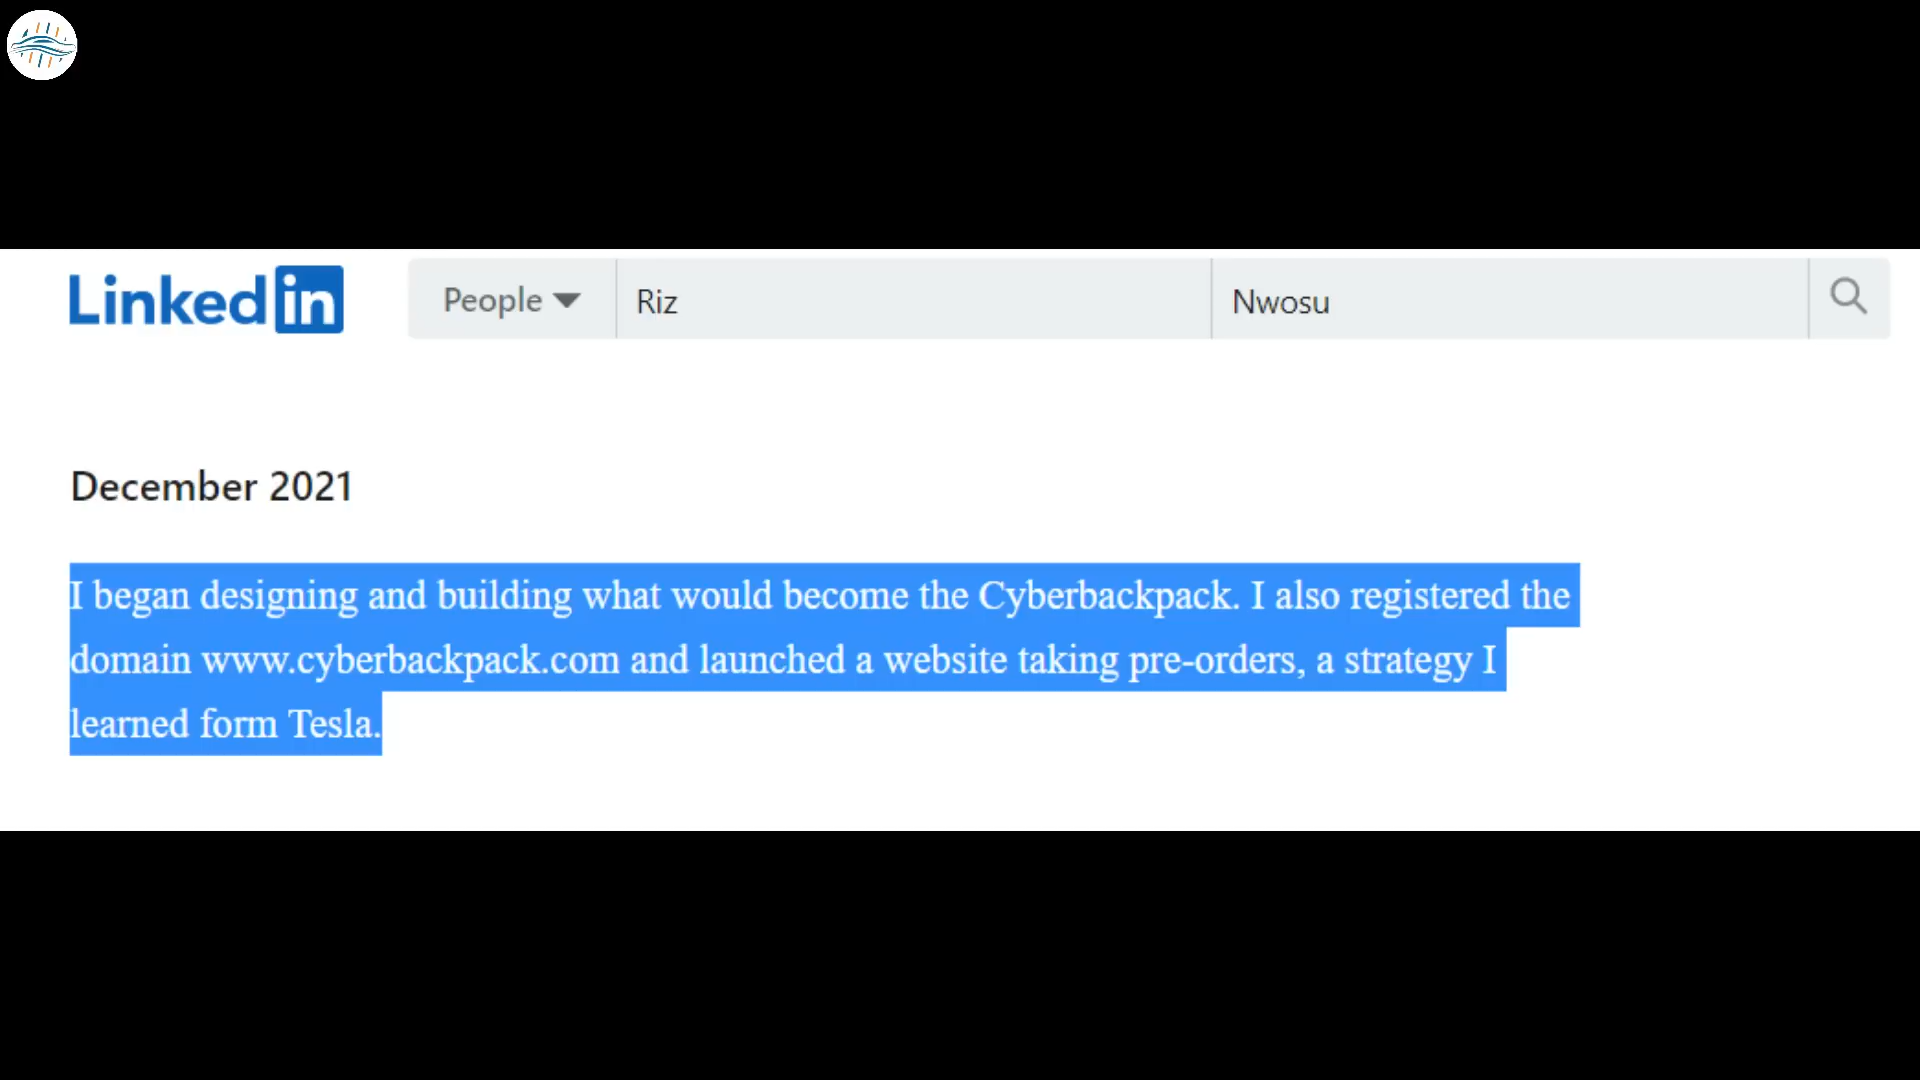 LinkedIn People Riz Nwosu
December 2021
I began designing and building what would become the Cyberbackpack. I also registered the
domain www.cyberbackpack.com and launched a website taking pre-orders, a strategy I
learned form Tesla.